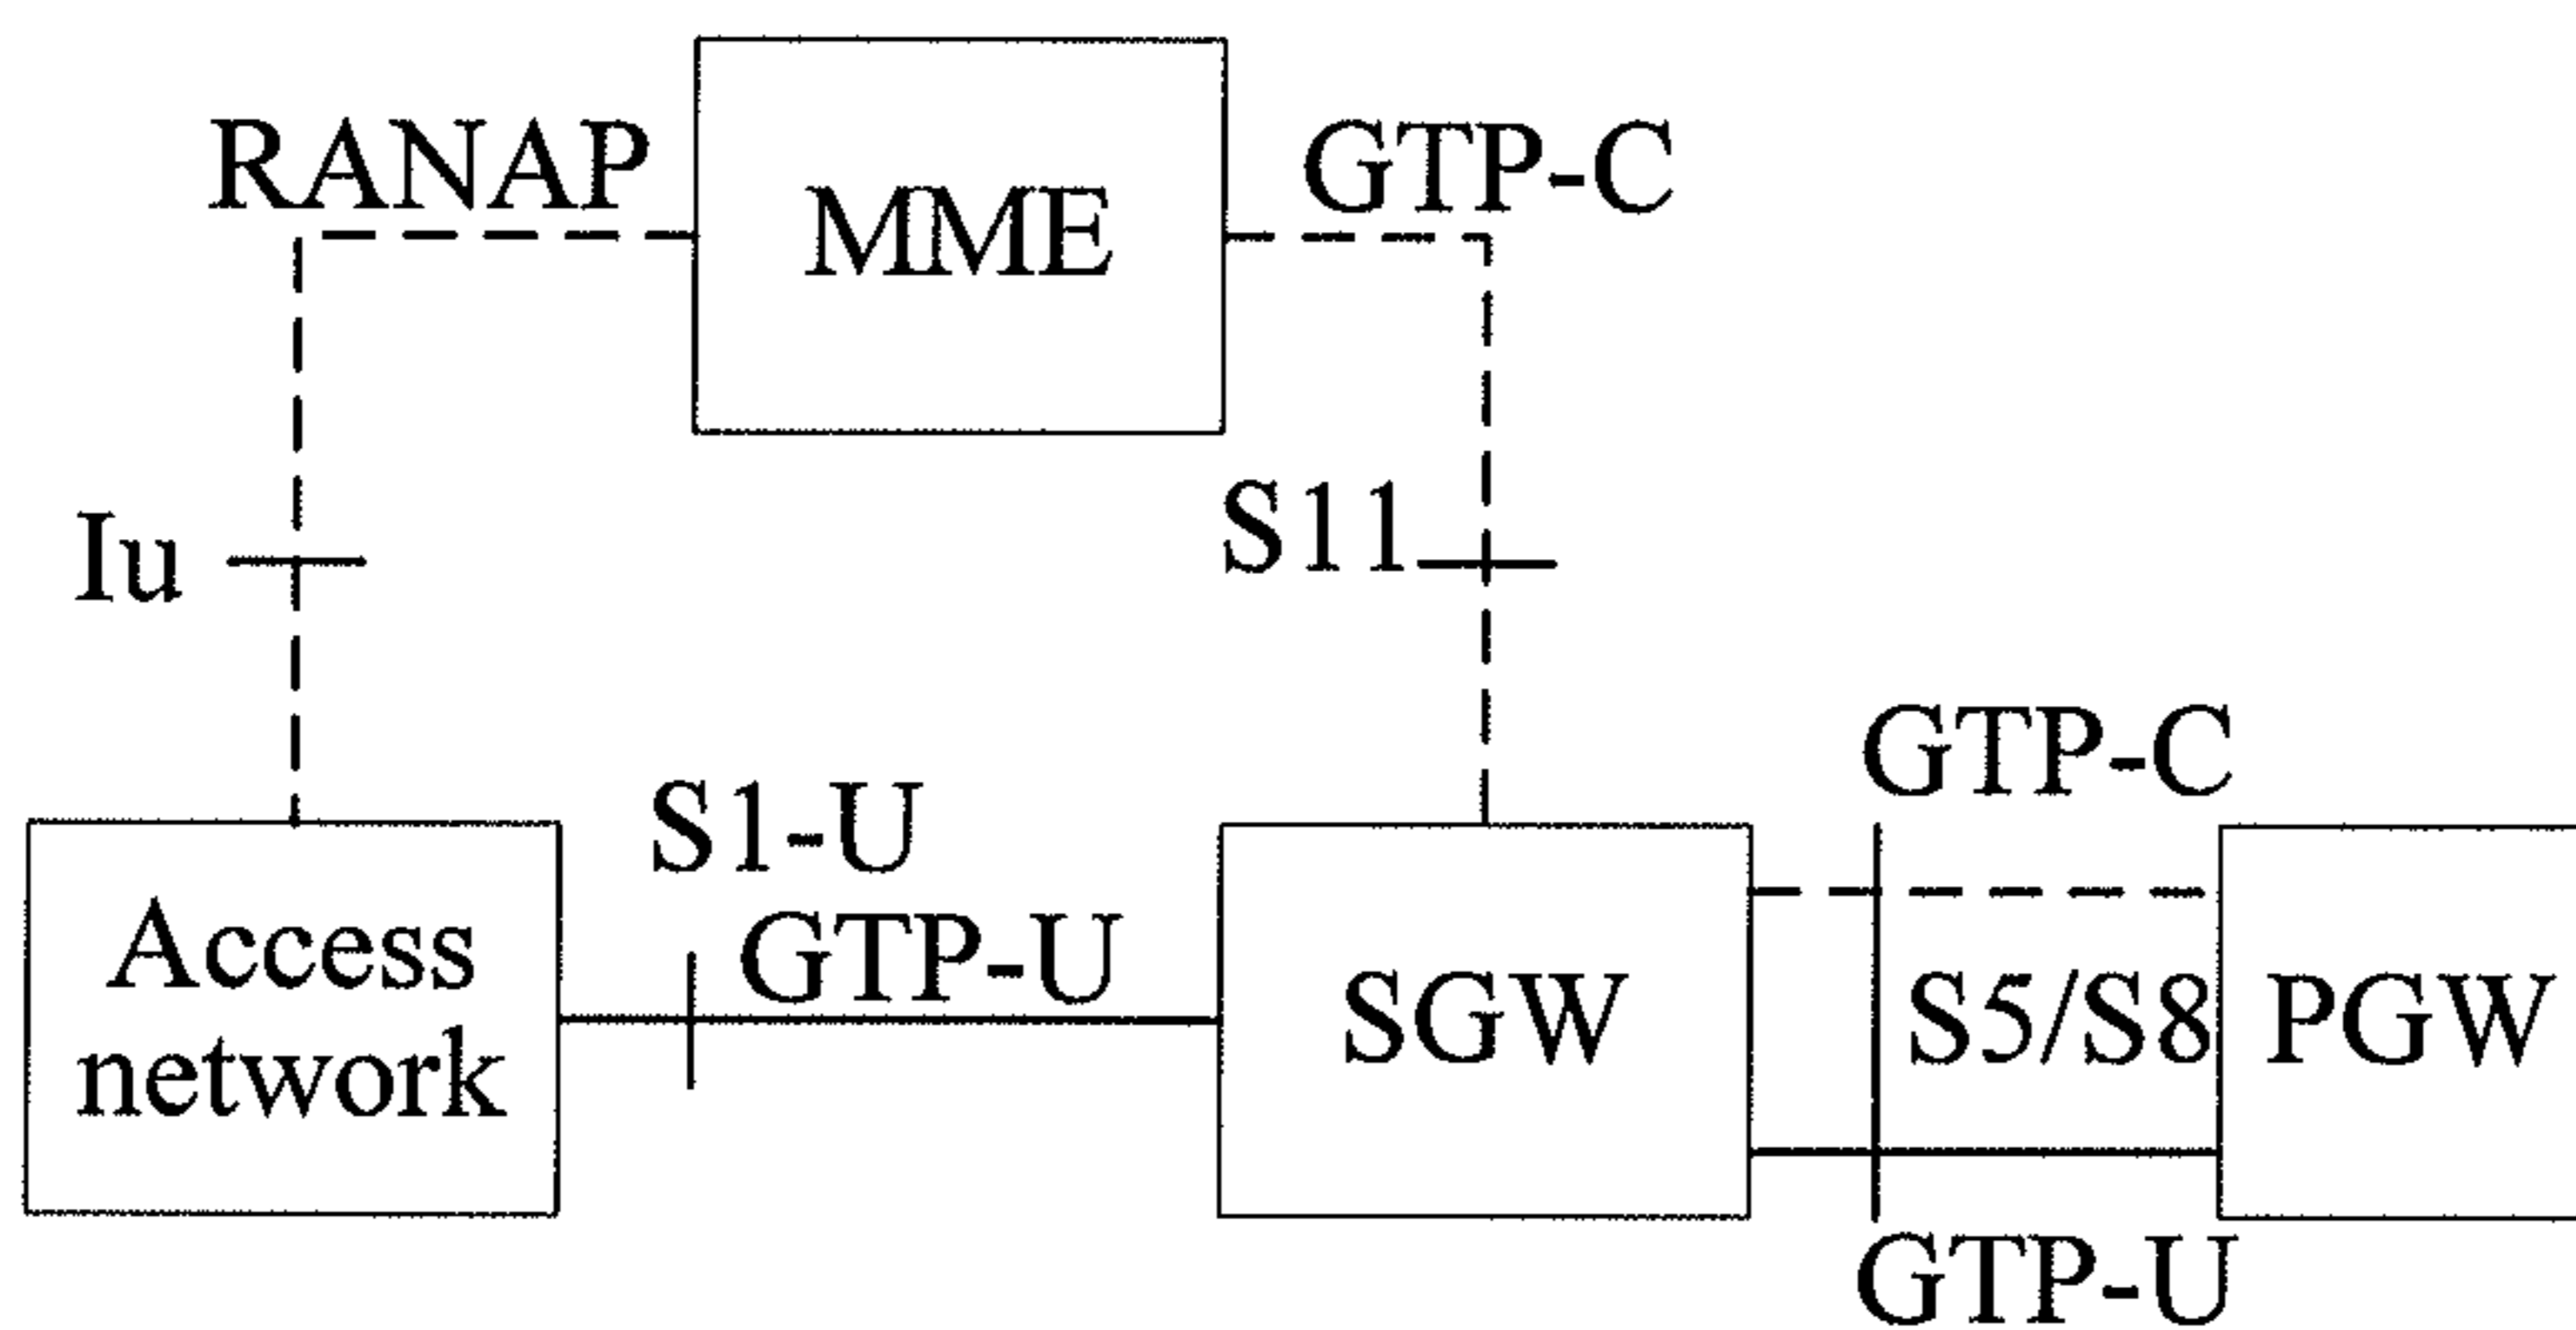 RANAP
MME
GTP-C
Iu
S11
GTP-C
S1-U
GTP-U
Access
network
SGW
S5/S8
PGW
GTP-U